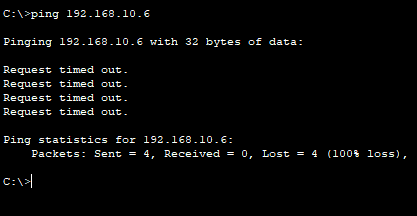 C:\>ping 192.168.10.6
Pinging 192.168.10.6 with 32 bytes of data:
Request timed out.
Request timed out.
Request timed out.
Request timed out.
Ping statistics for 192.168.10.6:
    Packets: Sent = 4, Received = 0, Lost = 4 (100% loss),
C:\>